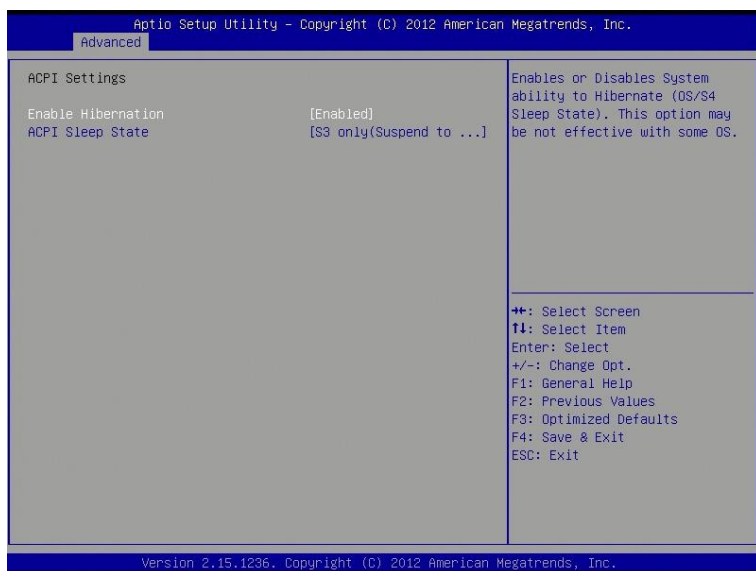 Aptio Setup Utility – Copyright (C) 2012 American Megatrends, Inc.
Advanced
ACPI Settings
Enable Hibernation [Enabled]
ACPI Sleep State [S3 only(Suspend to ...]
Enables or Disables System
ability to Hibernate (OS/S4
Sleep State). This option may
be not effective with some OS.
→←: Select Screen
↑↓: Select Item
Enter: Select
+/-: Change Opt.
F1: General Help
F2: Previous Values
F3: Optimized Defaults
F4: Save & Exit
ESC: Exit
Version 2.15.1236. Copyright (C) 2012 American Megatrends, Inc.